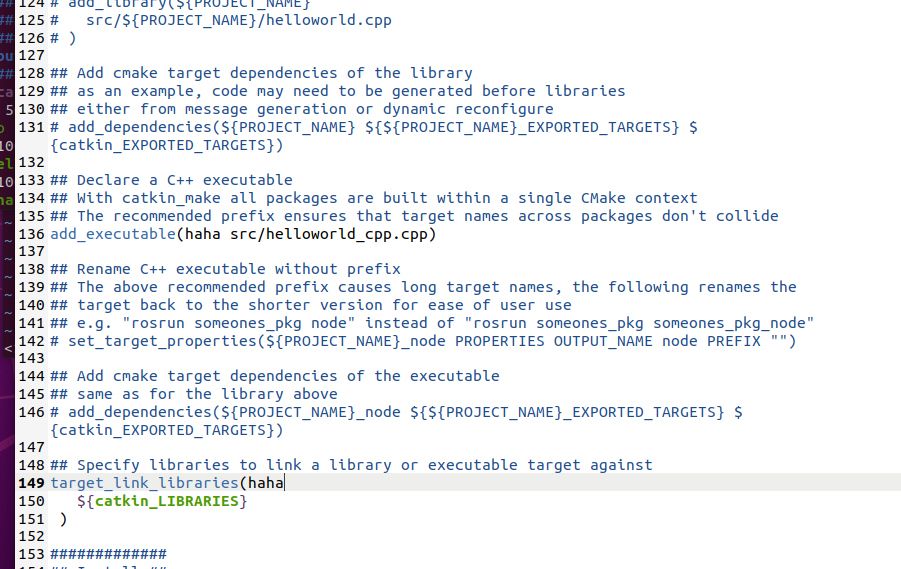 124 # add_library(${PROJECT_NAME}
125 #   src/${PROJECT_NAME}/helloworld.cpp
126 # )
127
128 ## Add cmake target dependencies of the library
129 ## as an example, code may need to be generated before libraries
130 ## either from message generation or dynamic reconfigure
131 # add_dependencies(${PROJECT_NAME} ${${PROJECT_NAME}_EXPORTED_TARGETS} $
{catkin_EXPORTED_TARGETS})
132
133 ## Declare a C++ executable
134 ## With catkin_make all packages are built within a single CMake context
135 ## The recommended prefix ensures that target names across packages don't collide
136 add_executable(haha src/helloworld_cpp.cpp)
137
138 ## Rename C++ executable without prefix
139 ## The above recommended prefix causes long target names, the following renames the
140 ## target back to the shorter version for ease of user use
141 ## e.g. "rosrun someones_pkg node" instead of "rosrun someones_pkg someones_pkg_node"
142 # set_target_properties(${PROJECT_NAME}_node PROPERTIES OUTPUT_NAME node PREFIX "")
143
144 ## Add cmake target dependencies of the executable
145 ## same as for the library above
146 # add_dependencies(${PROJECT_NAME}_node ${${PROJECT_NAME}_EXPORTED_TARGETS} $
{catkin_EXPORTED_TARGETS})
147
148 ## Specify libraries to link a library or executable target against
149 target_link_libraries(haha
150    ${catkin_LIBRARIES}
151  )
152
153 #############